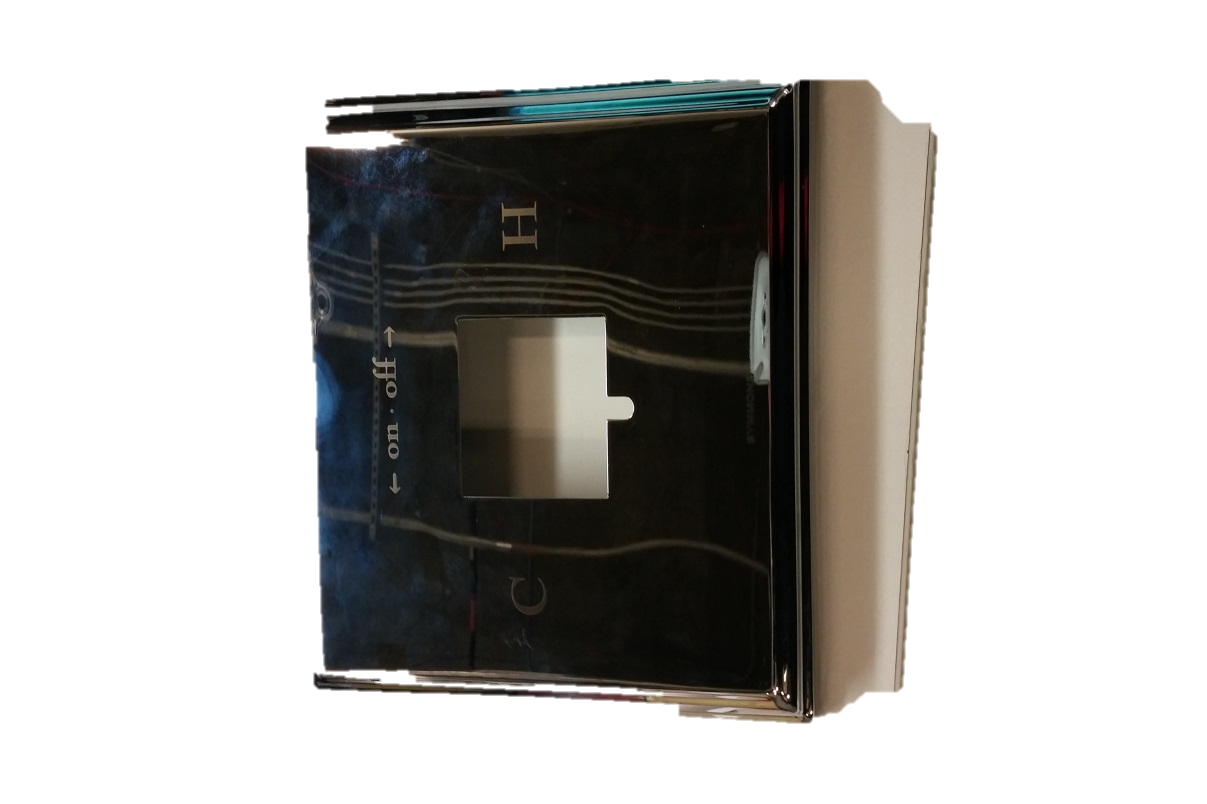 ← on · off →
C H